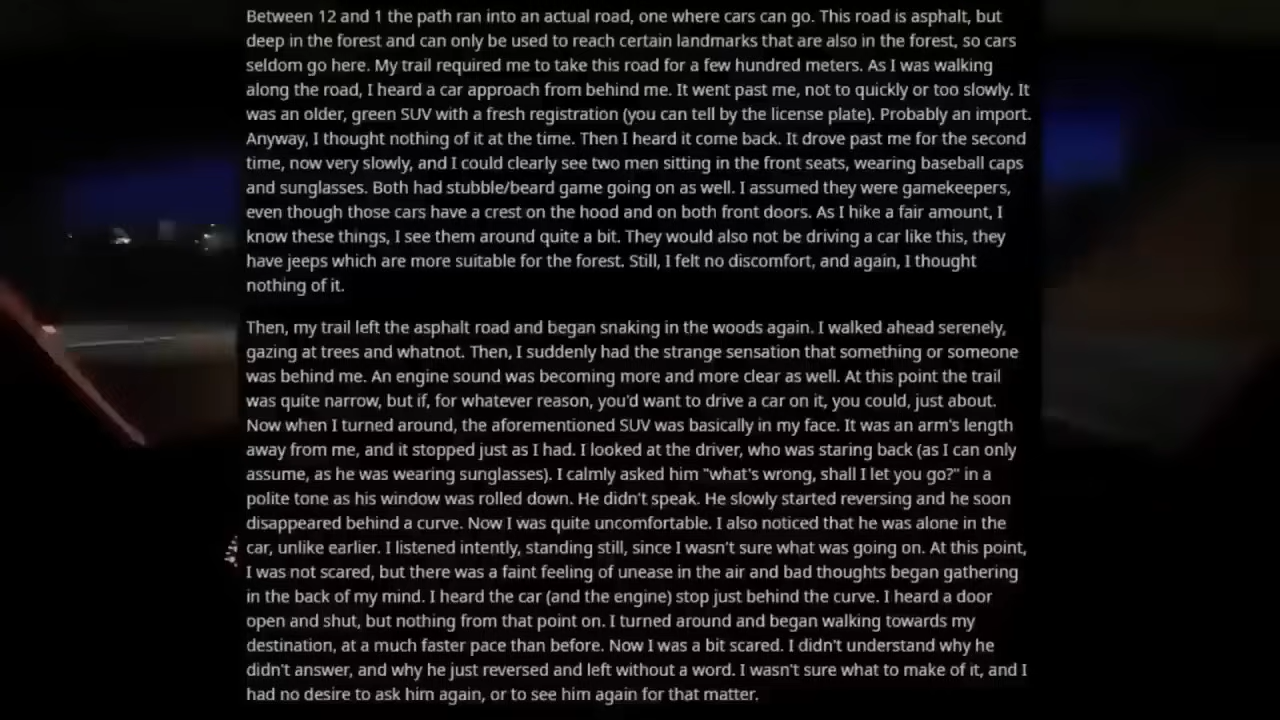 Between 12 and 1 the path ran into an actual road, one where cars can go. This road is asphalt, but
deep in the forest and can only be used to reach certain landmarks that are also in the forest, so cars
seldom go here. My trail required me to take this road for a few hundred meters. As I was walking
along the road, I heard a car approach from behind me. It went past me, not to quickly or too slowly. It
was an older, green SUV with a fresh registration (you can tell by the license plate). Probably an import.
Anyway, I thought nothing of it at the time. Then I heard it come back. It drove past me for the second
time, now very slowly, and I could clearly see two men sitting in the front seats, wearing baseball caps
and sunglasses. Both had stubble/beard game going on as well. I assumed they were gamekeepers,
even though those cars have a crest on the hood and on both front doors. As I hike a fair amount, I
know these things, I see them around quite a bit. They would also not be driving a car like this, they
have jeeps which are more suitable for the forest. Still, I felt no discomfort, and again, I thought
nothing of it.
Then, my trail left the asphalt road and began snaking in the woods again. I walked ahead serenely,
gazing at trees and whatnot. Then, I suddenly had the strange sensation that something or someone
was behind me. An engine sound was becoming more and more clear as well. At this point the trail
was quite narrow, but if, for whatever reason, you'd want to drive a car on it, you could, just about.
Now when I turned around, the aforementioned SUV was basically in my face. It was an arm's length
away from me, and it stopped just as I had. I looked at the driver, who was staring back (as I can only
assume, as he was wearing sunglasses). I calmly asked him "what's wrong, shall I let you go?" in a
polite tone as his window was rolled down. He didn't speak. He slowly started reversing and he soon
disappeared behind a curve. Now I was quite uncomfortable. I also noticed that he was alone in the
car, unlike earlier. I listened intently, standing still, since I wasn't sure what was going on. At this point,
I was not scared, but there was a faint feeling of unease in the air and bad thoughts began gathering
in the back of my mind. I heard the car (and the engine) stop just behind the curve. I heard a door
open and shut, but nothing from that point on. I turned around and began walking towards my
destination, at a much faster pace than before. Now I was a bit scared. I didn't understand why he
didn't answer, and why he just reversed and left without a word. I wasn't sure what to make of it, and I
had no desire to ask him again, or to see him again for that matter.